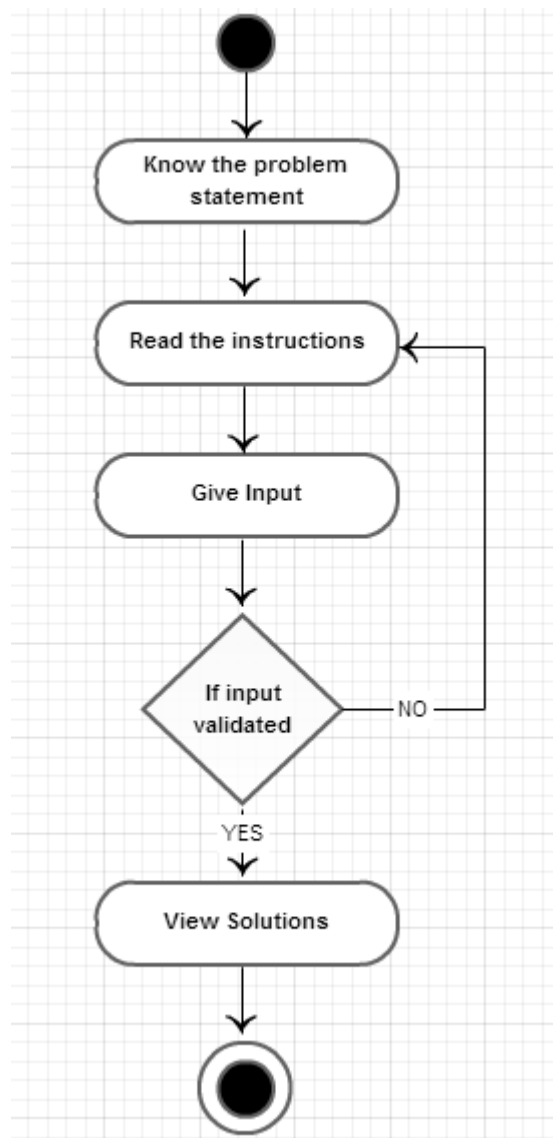 Know the problem
statement
Read the instructions
Give Input
If input
validated
NO
YES
View Solutions